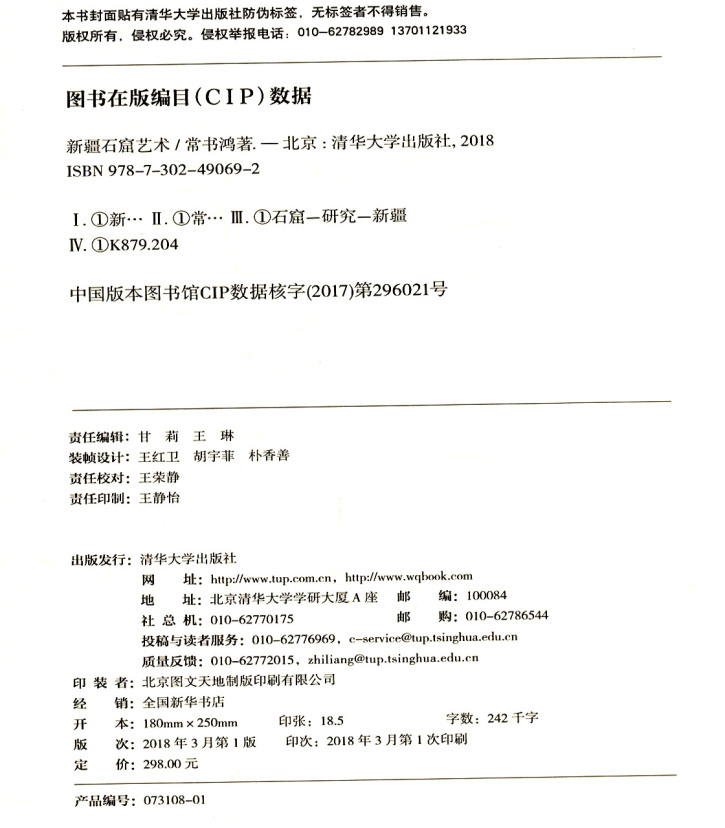 本书封面贴有清华大学出版社防伪标签，无标签者不得销售。
版权所有，侵权必究。侵权举报电话：010-62782989 13701121933
图书在版编目(CIP)数据
新疆石窟艺术 / 常书鸿著. — 北京 : 清华大学出版社, 2018
ISBN 978-7-302-49069-2
Ⅰ. ①新… Ⅱ. ①常… Ⅲ. ①石窟—研究—新疆
Ⅳ. ①K879.204
中国版本图书馆CIP数据核字(2017)第296021号
责任编辑：甘 莉 王 琳
装帧设计：王红卫 胡宇菲 朴香善
责任校对：王荣静
责任印制：王静怡
出版发行：清华大学出版社
网 址：http://www.tup.com.cn, http://www.wqbook.com
地 址：北京清华大学学研大厦 A 座 邮 编：100084
社 总 机：010-62770175 邮 购：010-62786544
投稿与读者服务：010-62776969, c-service@tup.tsinghua.edu.cn
质量反馈：010-62772015, zhiliang@tup.tsinghua.edu.cn
印 装 者：北京图文天地制版印刷有限公司
经 销：全国新华书店
开 本：180mm×250mm 印张：18.5 字数：242 千字
版 次：2018 年 3 月第 1 版 印次：2018 年 3 月第 1 次印刷
定 价：298.00 元
产品编号：073108-01